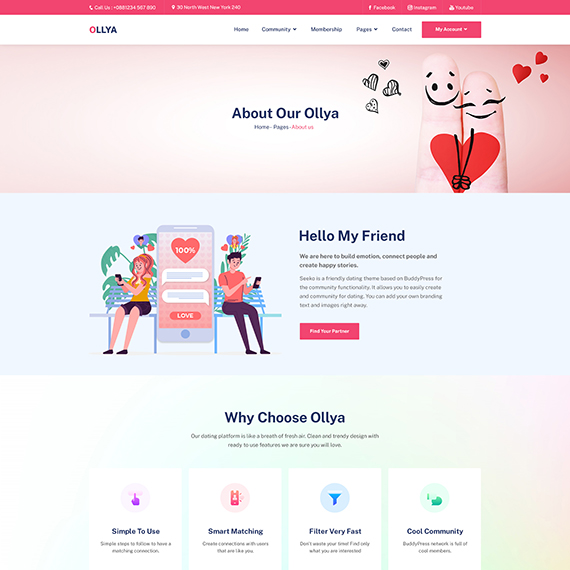 Call Us : +0881234 567 890
30 North West New York 240
Facebook
Instagram
Youtube
OLLYA
Home
Community
Membership
Pages
Contact
My Account
About Our Ollya
Home - Pages - About us
100%
LOVE
Hello My Friend
We are here to build emotion, connect people and
create happy stories.
Seeko is a friendly dating theme based on BuddyPress for
the community functionality. It allows you to easily create
and community for dating. You can add your own branding
text and images right away.
Find Your Partner
Why Choose Ollya
Our dating platform is like a breath of fresh air. Clean and trendy design with
ready to use features we are sure you will love.
Simple To Use
Simple steps to follow to have a
matching connection.
Smart Matching
Create connections with users
that are like you.
Filter Very Fast
Don't waste your time! Find only
what you are interested
Cool Community
BuddyPress network is full of
cool members.